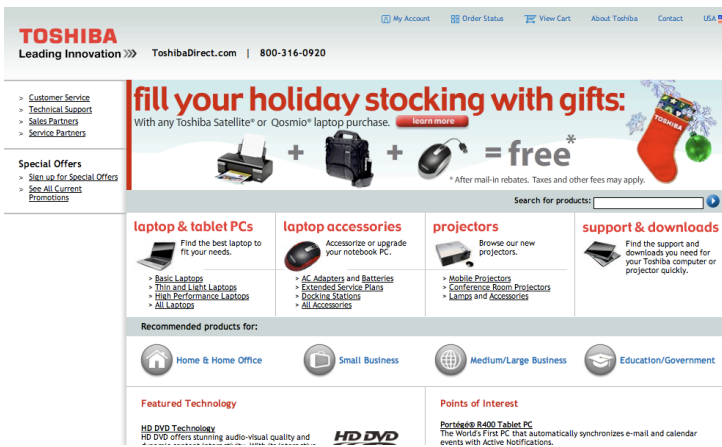 My Account
Order Status
View Cart
About Toshiba
Contact
USA
TOSHIBA
Leading Innovation >>>
ToshibaDirect.com | 800-316-0920
> Customer Service
> Technical Support
> Sales Partners
> Service Partners
Special Offers
> Sign up for Special Offers
> See All Current
Promotions
fill your holiday stocking with gifts:
With any Toshiba Satellite® or Qosmio® laptop purchase. learn more
TOSHIBA
+ + = free*
* After mail-in rebates. Taxes and other fees may apply.
Search for products:
laptop & tablet PCs
Find the best laptop to
fit your needs.
> Basic Laptops
> Thin and Light Laptops
> High Performance Laptops
> All Laptops
laptop accessories
Accessorize or upgrade
your notebook PC.
> AC Adapters and Batteries
> Extended Service Plans
> Docking Stations
> All Accessories
projectors
Browse our new
projectors.
> Mobile Projectors
> Conference Room Projectors
> Lamps and Accessories
support & downloads
Find the support and
downloads you need for
your Toshiba computer or
projector quickly.
Recommended products for:
Home & Home Office
Small Business
Medium/Large Business
Education/Government
Featured Technology
HD DVD Technology
HD DVD offers stunning audio-visual quality and
dynamic content interactivity. With its interactive
HD DVD
Points of Interest
Portégé® R400 Tablet PC
The World's First PC that automatically synchronizes e-mail and calendar
events with Active Notifications.